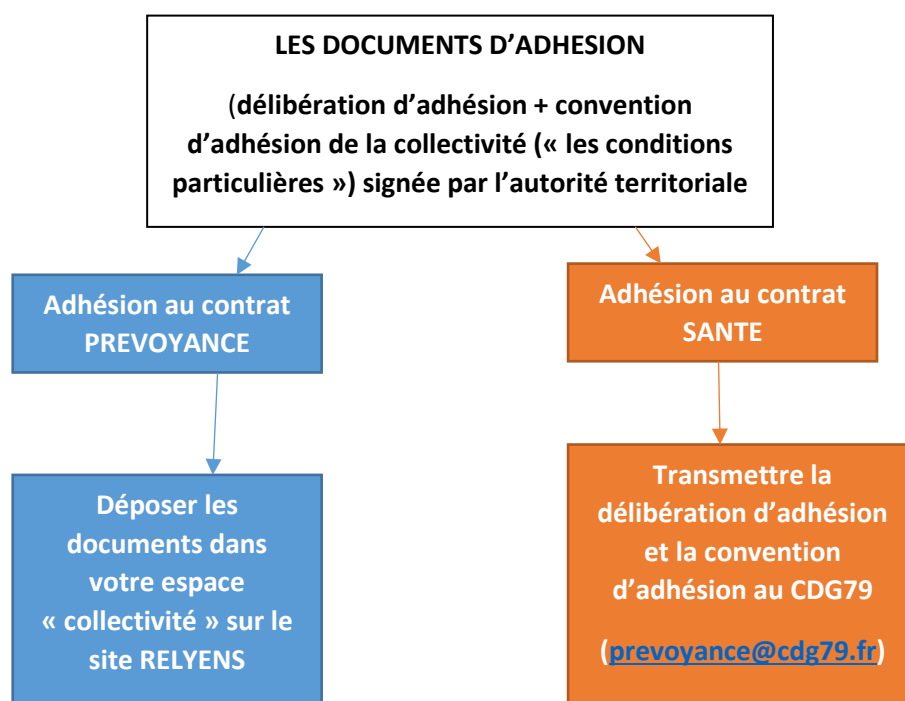 LES DOCUMENTS D’ADHESION
(délibération d’adhésion + convention
d’adhésion de la collectivité (« les conditions
particulières ») signée par l’autorité territoriale
Adhésion au contrat
PREVOYANCE
Adhésion au contrat
SANTE
Déposer les
documents dans
votre espace
« collectivité » sur le
site RELYENS
Transmettre la
délibération d’adhésion
et la convention
d’adhésion au CDG79
(prevoyance@cdg79.fr)